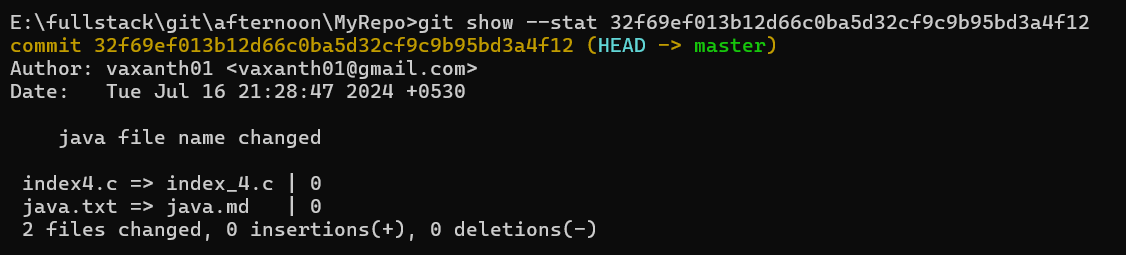 E:\fullstack\git\afternoon\MyRepo>git show --stat 32f69ef013b12d66c0ba5d32cf9c9b95bd3a4f12
commit 32f69ef013b12d66c0ba5d32cf9c9b95bd3a4f12 (HEAD -> master)
Author: vaxanth01 <vaxanth01@gmail.com>
Date:   Tue Jul 16 21:28:47 2024 +0530

    java file name changed

 index4.c => index_4.c | 0
 java.txt => java.md   | 0
 2 files changed, 0 insertions(+), 0 deletions(-)